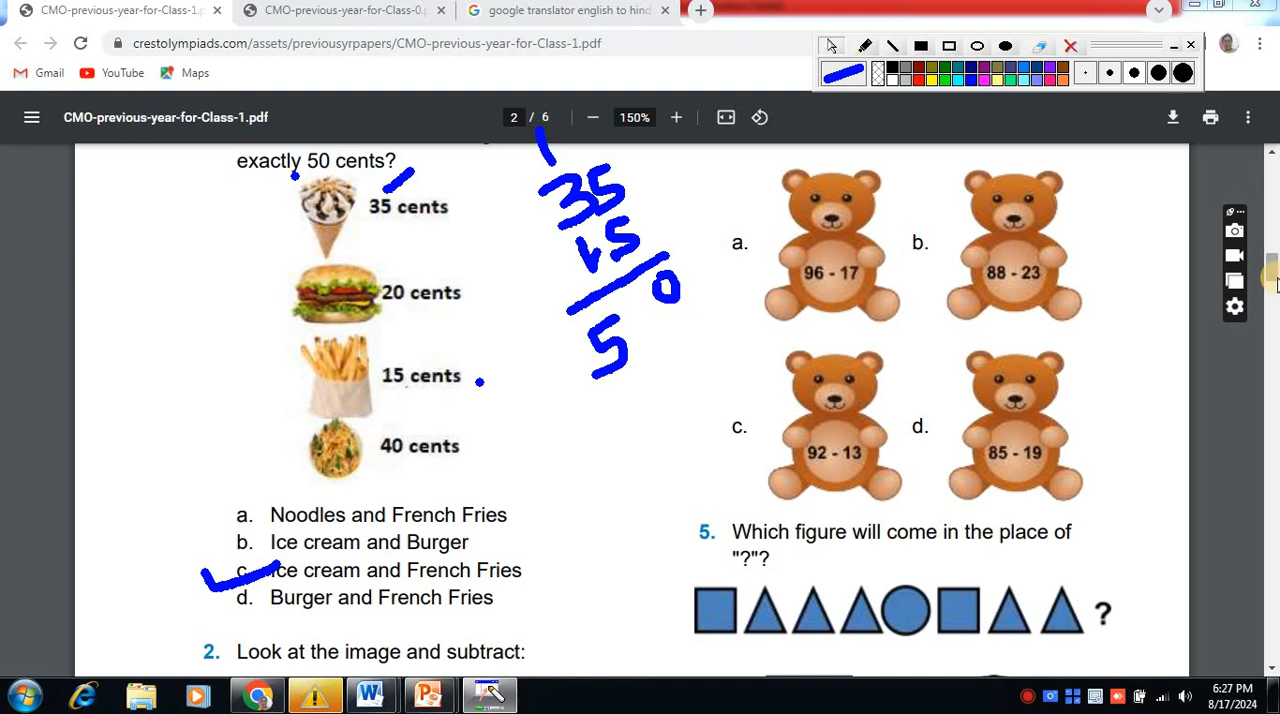 CMO-previous-year-for-Class-1.p
CMO-previous-year-for-Class-0.p
google translator english to hind
crestolympiads.com/assets/previousrpapers/CMO-previous-year-for-Class-1.pdf
Gmail
YouTube
Maps
CMO-previous-year-for-Class-1.pdf
2 / 6
150%
exactly 50 cents?
35 cents
20 cents
15 cents
40 cents
35
5
0
5
a. Noodles and French Fries
b. Ice cream and Burger
c. Ice cream and French Fries
d. Burger and French Fries
2. Look at the image and subtract:
a.
96 - 17
b.
88 - 23
c.
92 - 13
d.
85 - 19
5. Which figure will come in the place of
"?"?
?
6:27 PM
8/17/2024